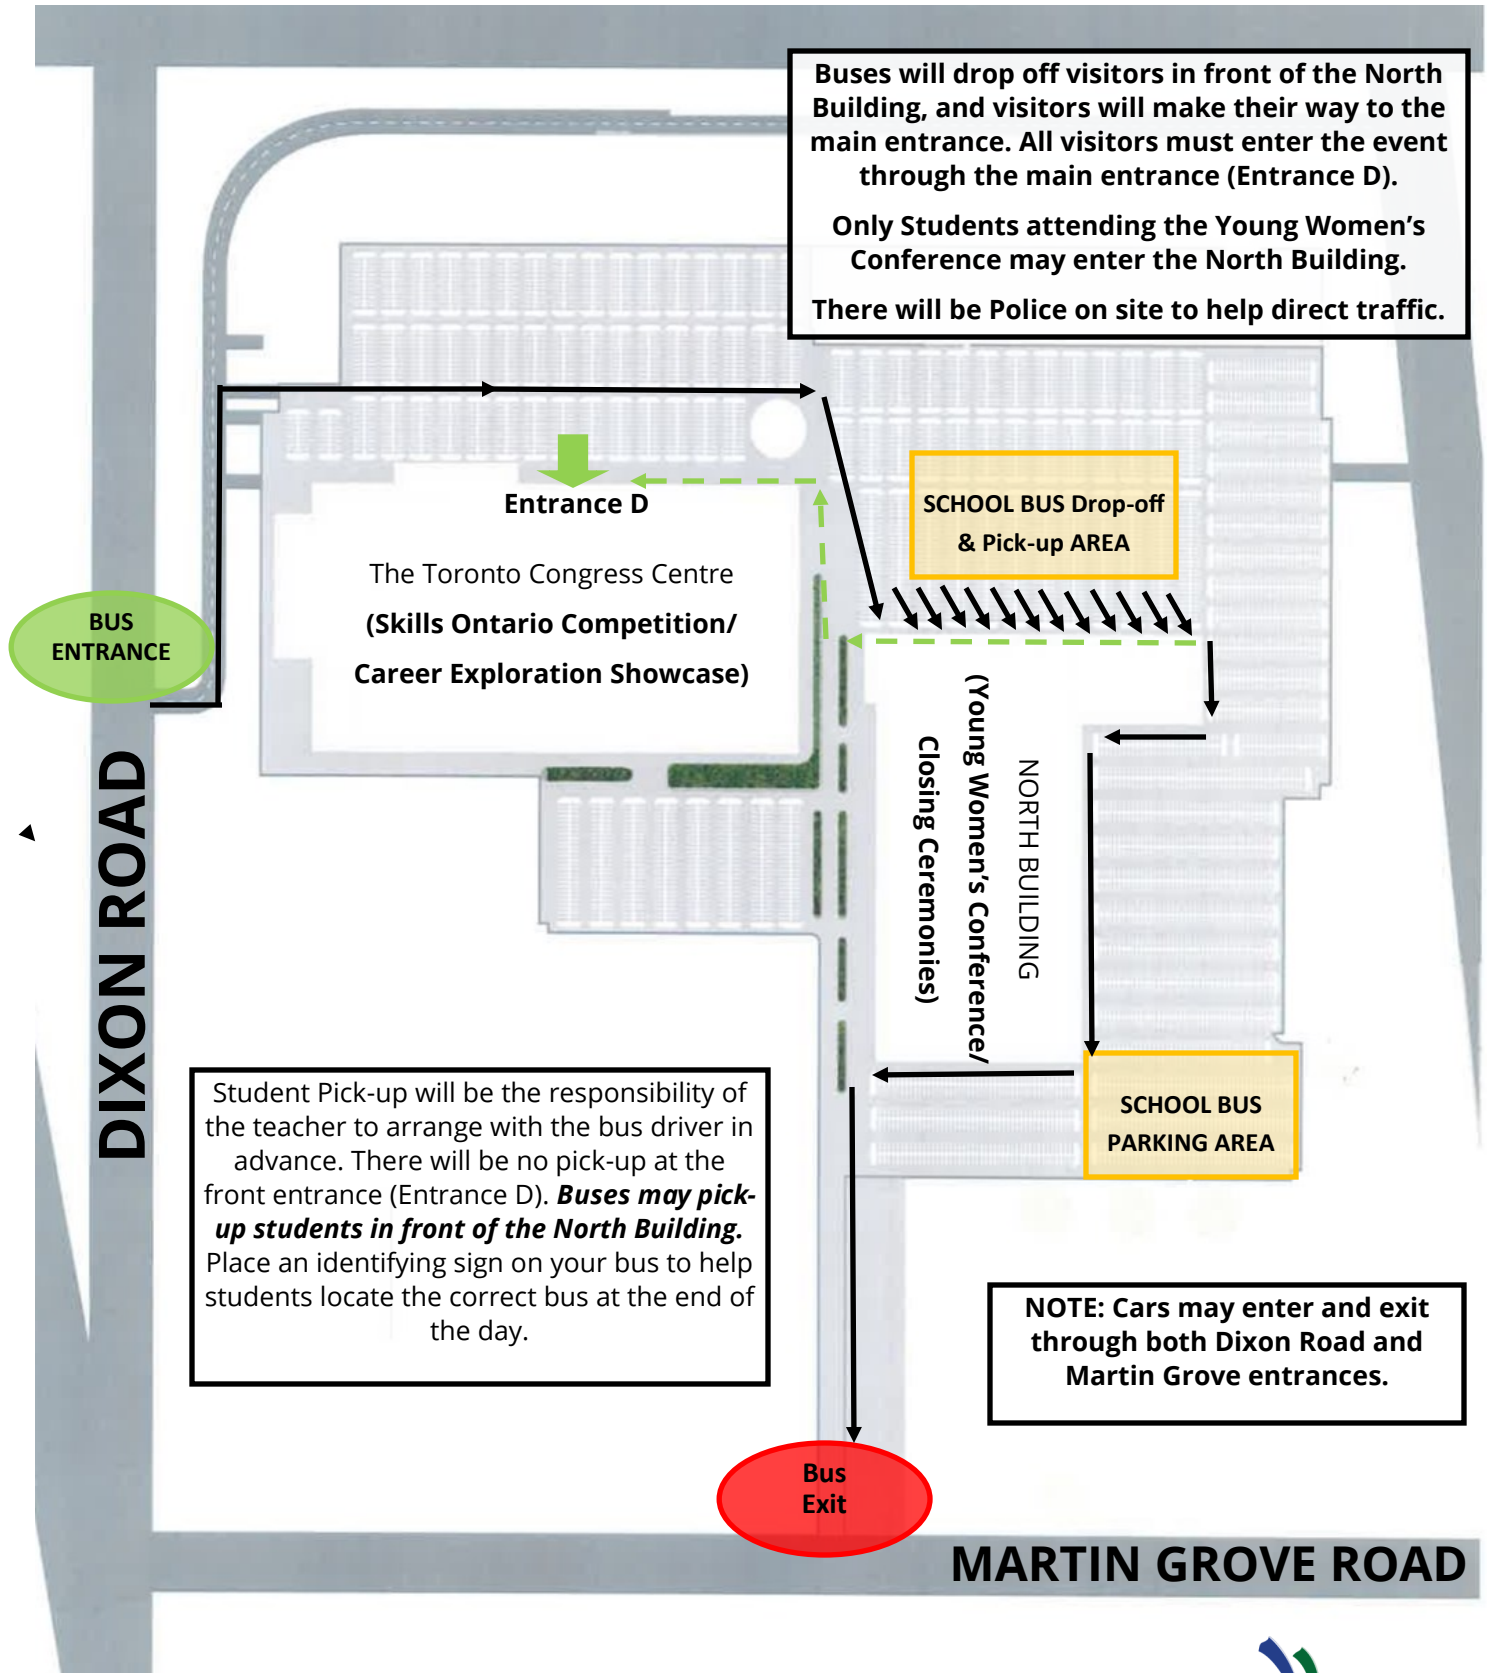 Buses will drop off visitors in front of the North
Building, and visitors will make their way to the
main entrance. All visitors must enter the event
through the main entrance (Entrance D).
Only Students attending the Young Women’s
Conference may enter the North Building.
There will be Police on site to help direct traffic.
Entrance D
The Toronto Congress Centre
(Skills Ontario Competition/
Career Exploration Showcase)
SCHOOL BUS Drop-off
& Pick-up AREA
BUS
ENTRANCE
DIXON ROAD
NORTH BUILDING
(Young Women’s Conference/
Closing Ceremonies)
SCHOOL BUS
PARKING AREA
Student Pick-up will be the responsibility of
the teacher to arrange with the bus driver in
advance. There will be no pick-up at the
front entrance (Entrance D). Buses may pick-
up students in front of the North Building.
Place an identifying sign on your bus to help
students locate the correct bus at the end of
the day.
NOTE: Cars may enter and exit
through both Dixon Road and
Martin Grove entrances.
Bus
Exit
MARTIN GROVE ROAD